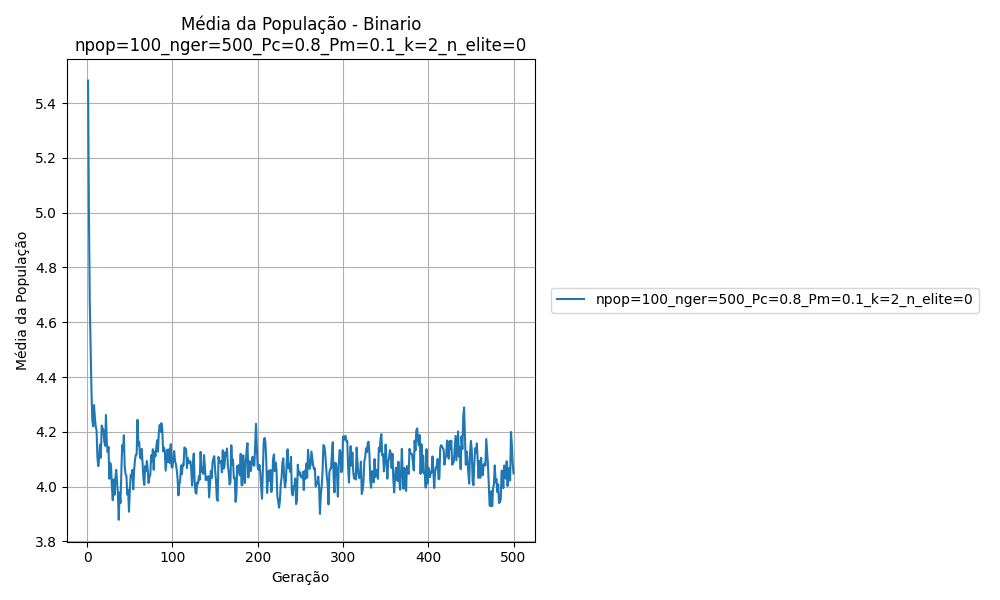 Média da População - Binario
npop=100_nger=500_Pc=0.8_Pm=0.1_k=2_n_elite=0
Média da População
5.4
5.2
5.0
4.8
4.6
4.4
4.2
4.0
3.8
0 100 200 300 400 500
Geração
npop=100_nger=500_Pc=0.8_Pm=0.1_k=2_n_elite=0